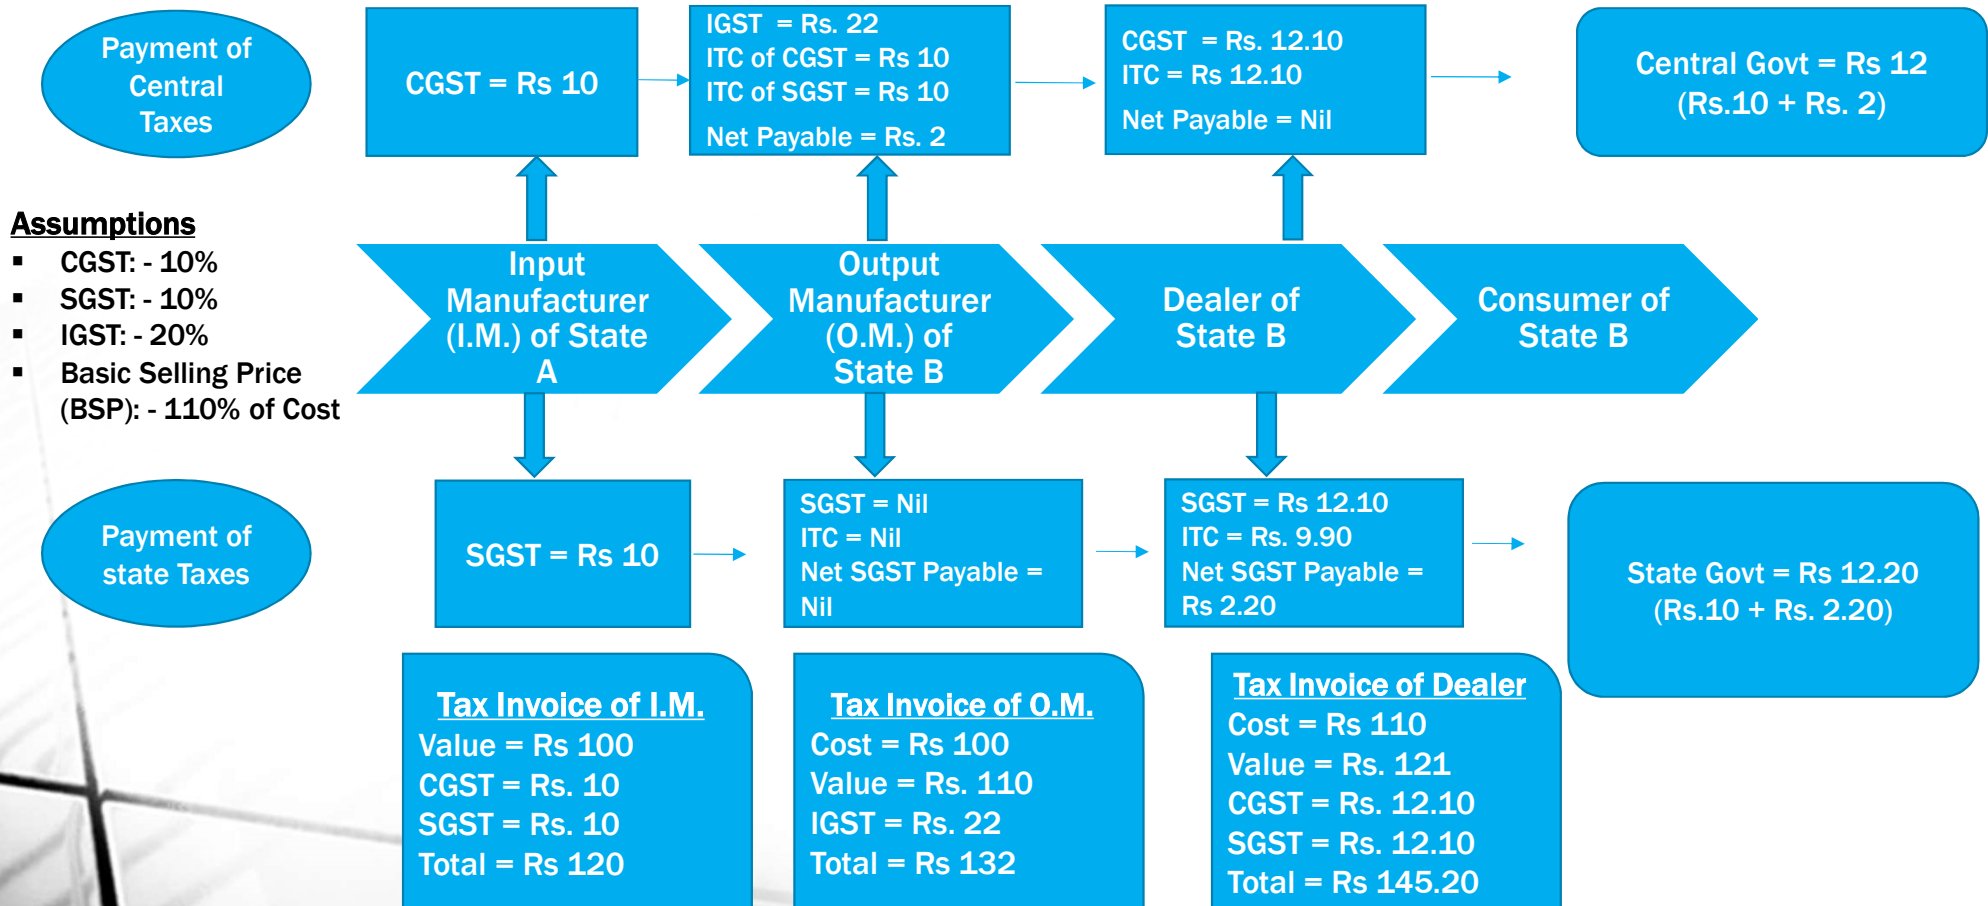 Payment of
Central
Taxes
CGST = Rs 10
IGST = Rs. 22
ITC of CGST = Rs 10
ITC of SGST = Rs 10
Net Payable = Rs. 2
CGST = Rs. 12.10
ITC = Rs 12.10
Net Payable = Nil
Central Govt = Rs 12
(Rs.10 + Rs. 2)
Assumptions
▪ CGST: - 10%
▪ SGST: - 10%
▪ IGST: - 20%
▪ Basic Selling Price
(BSP): - 110% of Cost
Input
Manufacturer
(I.M.) of State
A
Output
Manufacturer
(O.M.) of
State B
Dealer of
State B
Consumer of
State B
Payment of
state Taxes
SGST = Rs 10
SGST = Nil
ITC = Nil
Net SGST Payable =
Nil
SGST = Rs 12.10
ITC = Rs. 9.90
Net SGST Payable =
Rs 2.20
State Govt = Rs 12.20
(Rs.10 + Rs. 2.20)
Tax Invoice of I.M.
Value = Rs 100
CGST = Rs. 10
SGST = Rs. 10
Total = Rs 120
Tax Invoice of O.M.
Cost = Rs 100
Value = Rs. 110
IGST = Rs. 22
Total = Rs 132
Tax Invoice of Dealer
Cost = Rs 110
Value = Rs. 121
CGST = Rs. 12.10
SGST = Rs. 12.10
Total = Rs 145.20